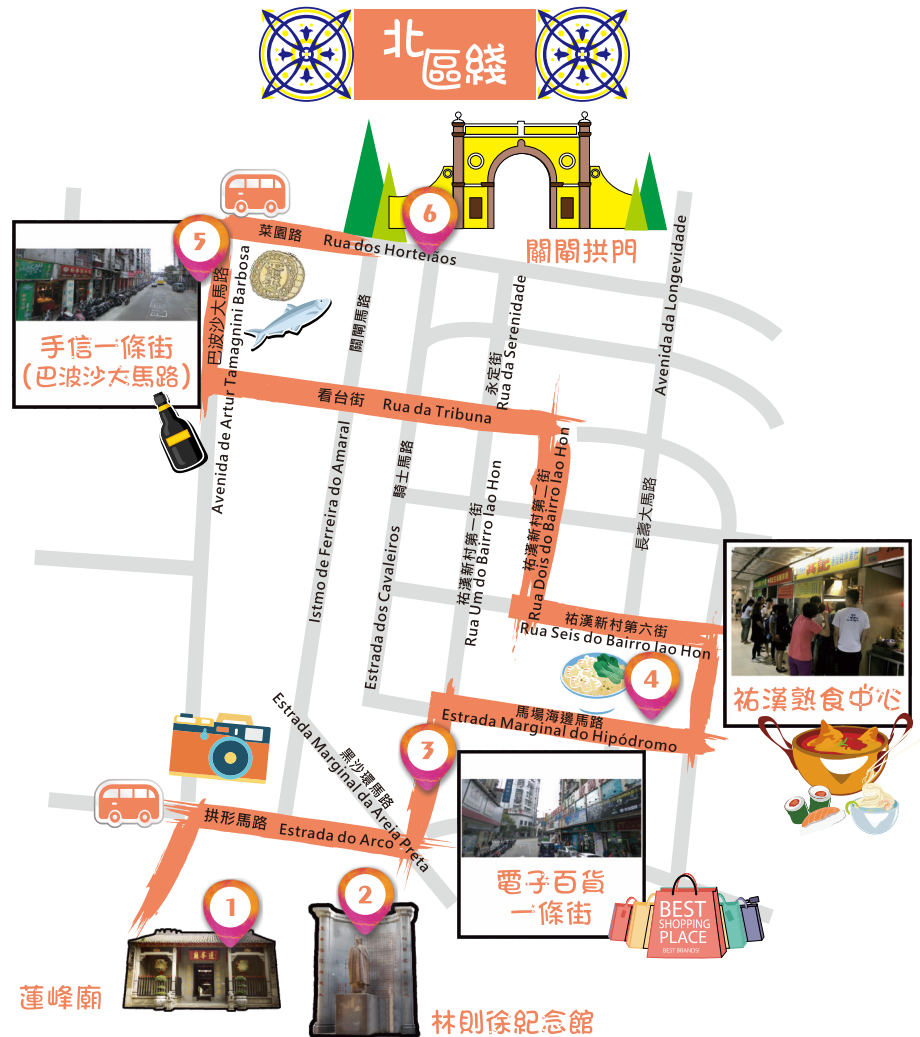 北區綫
6
關閘拱門
5
菜園路 Rua dos Hortelãos
手信一條街
(巴波沙大馬路)
巴波沙大馬路
Avenida de Artur Tamagnini Barbosa
關閘馬路
Istmo de Ferreira do Amaral
永定街
Rua da Serenidade
Avenida da Longevidade
長壽大馬路
看台街 Rua da Tribuna
騎士馬路
Estrada dos Cavaleiros
祐漢新村第一街
Rua Um do Bairro Iao Hon
祐漢新村第二街
Rua Dois do Bairro Iao Hon
祐漢新村第六街
Rua Seis do Bairro Iao Hon
祐漢熟食中心
4
馬場海邊馬路
Estrada Marginal do Hipódromo
3
黑沙環馬路
Estrada Marginal da Areia Preta
拱形馬路 Estrada do Arco
電子百貨
一條街
BEST
SHOPPING
PLACE
BEST BRANDS!
1
2
蓮峰廟
林則徐紀念館